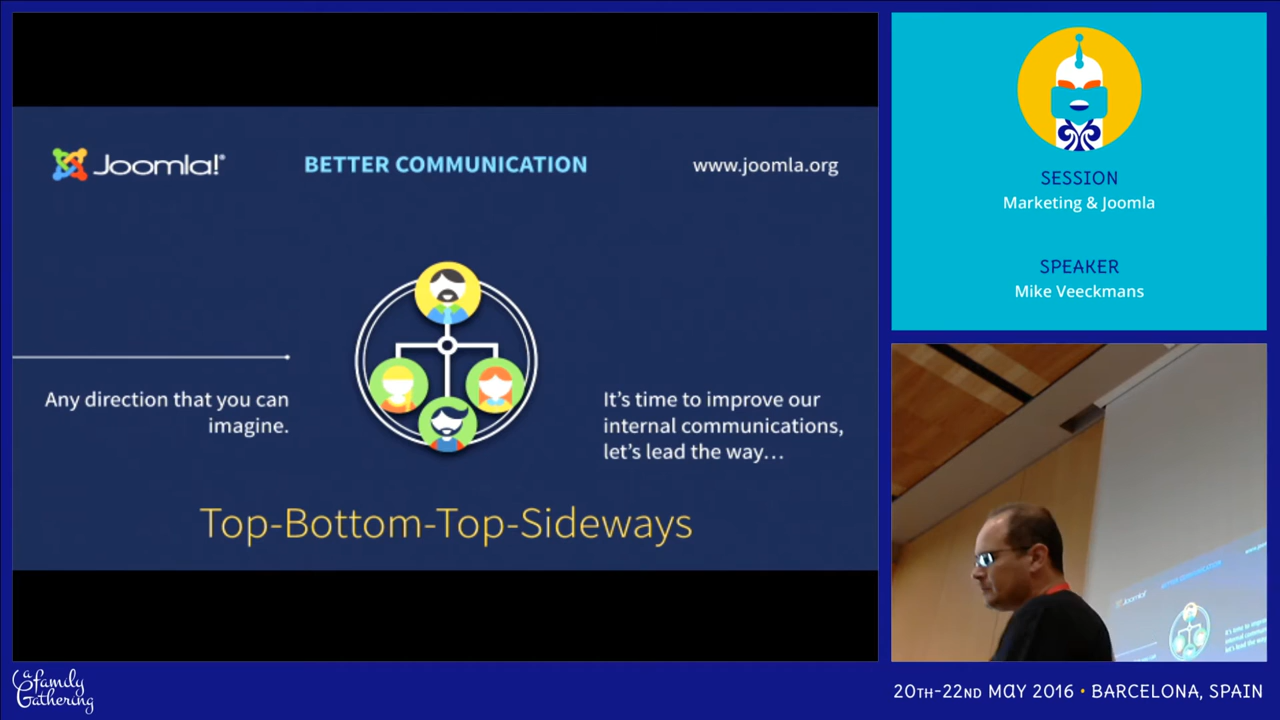 Joomla!®
BETTER COMMUNICATION
www.joomla.org
Any direction that you can
imagine.
It's time to improve our
internal communications,
let's lead the way...
Top-Bottom-Top-Sideways
SESSION
Marketing & Joomla
SPEAKER
Mike Veeckmans
Joomla!
a family
Gathering
20TH-22ND MAY 2016 • BARCELONA, SPAIN